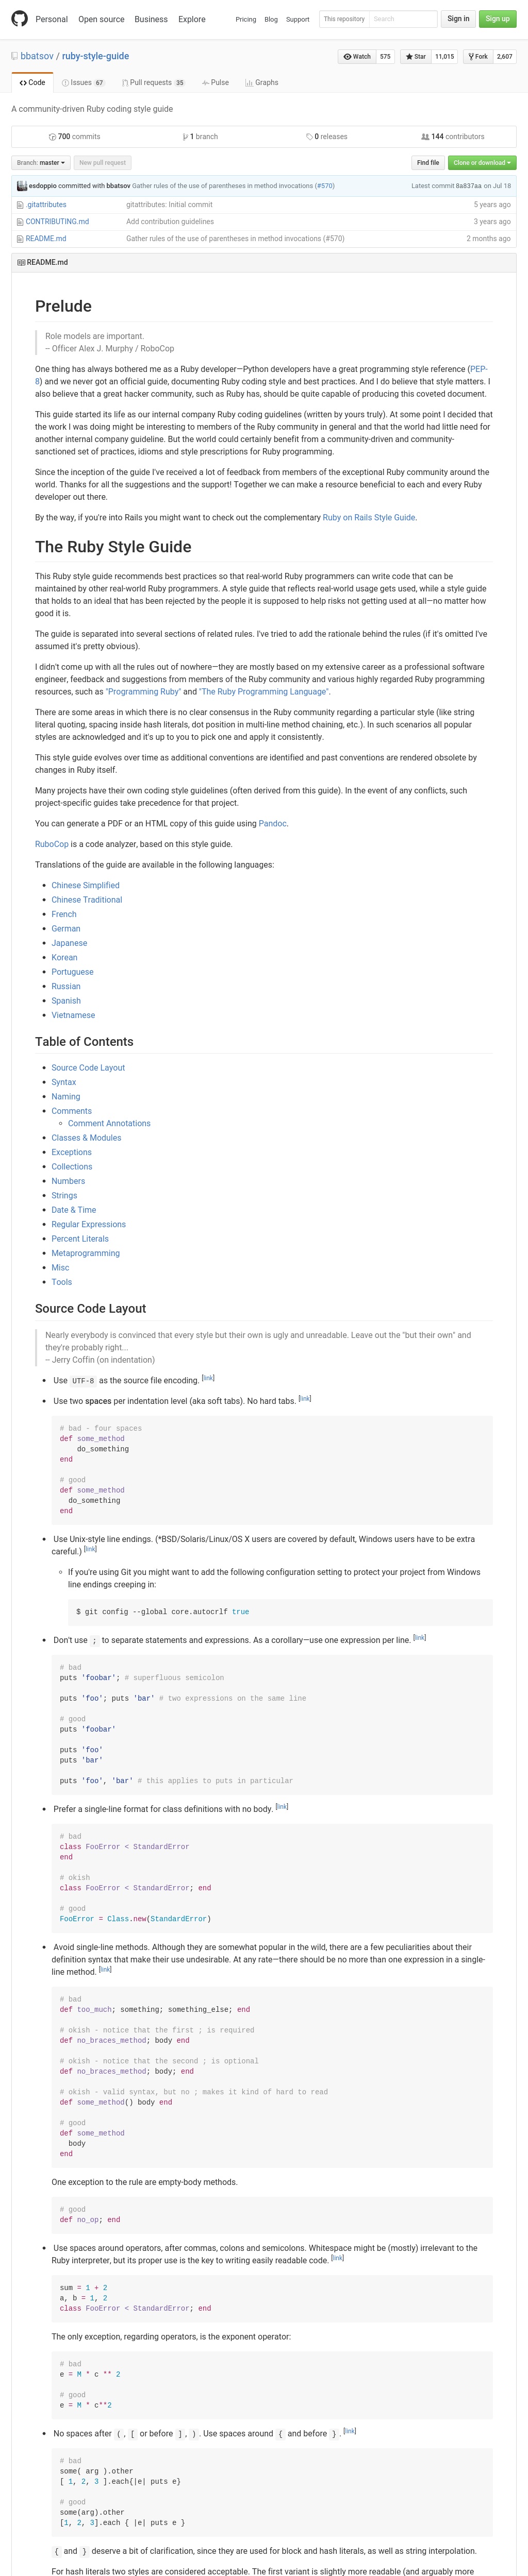 Personal Open source Business Explore Pricing Blog Support This repository Search Sign in Sign up
bbatsov / ruby-style-guide Watch 575 Star 11,015 Fork 2,607
Code Issues 67 Pull requests 35 Pulse Graphs
A community-driven Ruby coding style guide
700 commits 1 branch 0 releases 144 contributors
Branch: master New pull request Find file Clone or download
esdoppio committed with bbatsov Gather rules of the use of parentheses in method invocations (#570) Latest commit 8a837aa on Jul 18
.gitattributes gitattributes: Initial commit 5 years ago
CONTRIBUTING.md Add contribution guidelines 3 years ago
README.md Gather rules of the use of parentheses in method invocations (#570) 2 months ago
README.md
Prelude
Role models are important.
-- Officer Alex J. Murphy / RoboCop
One thing has always bothered me as a Ruby developer—Python developers have a great programming style reference (PEP-
8) and we never got an official guide, documenting Ruby coding style and best practices. And I do believe that style matters. I
also believe that a great hacker community, such as Ruby has, should be quite capable of producing this coveted document.
This guide started its life as our internal company Ruby coding guidelines (written by yours truly). At some point I decided that
the work I was doing might be interesting to members of the Ruby community in general and that the world had little need for
another internal company guideline. But the world could certainly benefit from a community-driven and community-
sanctioned set of practices, idioms and style prescriptions for Ruby programming.
Since the inception of the guide I've received a lot of feedback from members of the exceptional Ruby community around the
world. Thanks for all the suggestions and the support! Together we can make a resource beneficial to each and every Ruby
developer out there.
By the way, if you're into Rails you might want to check out the complementary Ruby on Rails Style Guide.
The Ruby Style Guide
This Ruby style guide recommends best practices so that real-world Ruby programmers can write code that can be
maintained by other real-world Ruby programmers. A style guide that reflects real-world usage gets used, while a style guide
that holds to an ideal that has been rejected by the people it is supposed to help risks not getting used at all—no matter how
good it is.
The guide is separated into several sections of related rules. I've tried to add the rationale behind the rules (if it's omitted I've
assumed it's pretty obvious).
I didn't come up with all the rules out of nowhere—they are mostly based on my extensive career as a professional software
engineer, feedback and suggestions from members of the Ruby community and various highly regarded Ruby programming
resources, such as "Programming Ruby" and "The Ruby Programming Language".
There are some areas in which there is no clear consensus in the Ruby community regarding a particular style (like string
literal quoting, spacing inside hash literals, dot position in multi-line method chaining, etc.). In such scenarios all popular
styles are acknowledged and it's up to you to pick one and apply it consistently.
This style guide evolves over time as additional conventions are identified and past conventions are rendered obsolete by
changes in Ruby itself.
Many projects have their own coding style guidelines (often derived from this guide). In the event of any conflicts, such
project-specific guides take precedence for that project.
You can generate a PDF or an HTML copy of this guide using Pandoc.
RuboCop is a code analyzer, based on this style guide.
Translations of the guide are available in the following languages:
Chinese Simplified
Chinese Traditional
French
German
Japanese
Korean
Portuguese
Russian
Spanish
Vietnamese
Table of Contents
Source Code Layout
Syntax
Naming
Comments
Comment Annotations
Classes & Modules
Exceptions
Collections
Numbers
Strings
Date & Time
Regular Expressions
Percent Literals
Metaprogramming
Misc
Tools
Source Code Layout
Nearly everybody is convinced that every style but their own is ugly and unreadable. Leave out the "but their own" and
they're probably right...
-- Jerry Coffin (on indentation)
Use UTF-8 as the source file encoding. [link]
Use two spaces per indentation level (aka soft tabs). No hard tabs. [link]
# bad - four spaces
def some_method
    do_something
end
# good
def some_method
  do_something
end
Use Unix-style line endings. (*BSD/Solaris/Linux/OS X users are covered by default, Windows users have to be extra
careful.) [link]
If you're using Git you might want to add the following configuration setting to protect your project from Windows
line endings creeping in:
$ git config --global core.autocrlf true
Don't use ; to separate statements and expressions. As a corollary—use one expression per line. [link]
# bad
puts 'foobar'; # superfluous semicolon
puts 'foo'; puts 'bar' # two expressions on the same line
# good
puts 'foobar'
puts 'foo'
puts 'bar'
puts 'foo', 'bar' # this applies to puts in particular
Prefer a single-line format for class definitions with no body. [link]
# bad
class FooError < StandardError
end
# okish
class FooError < StandardError; end
# good
FooError = Class.new(StandardError)
Avoid single-line methods. Although they are somewhat popular in the wild, there are a few peculiarities about their
definition syntax that make their use undesirable. At any rate—there should be no more than one expression in a single-
line method. [link]
# bad
def too_much; something; something_else; end
# okish - notice that the first ; is required
def no_braces_method; body end
# okish - notice that the second ; is optional
def no_braces_method; body; end
# okish - valid syntax, but no ; makes it kind of hard to read
def some_method() body end
# good
def some_method
  body
end
One exception to the rule are empty-body methods.
# good
def no_op; end
Use spaces around operators, after commas, colons and semicolons. Whitespace might be (mostly) irrelevant to the
Ruby interpreter, but its proper use is the key to writing easily readable code. [link]
sum = 1 + 2
a, b = 1, 2
class FooError < StandardError; end
The only exception, regarding operators, is the exponent operator:
# bad
e = M * c ** 2
# good
e = M * c**2
No spaces after ( , [ or before ] , ) . Use spaces around { and before } . [link]
# bad
some( arg ).other
[ 1, 2, 3 ].each{|e| puts e}
# good
some(arg).other
[1, 2, 3].each { |e| puts e }
{ and } deserve a bit of clarification, since they are used for block and hash literals, as well as string interpolation.
For hash literals two styles are considered acceptable. The first variant is slightly more readable (and arguably more